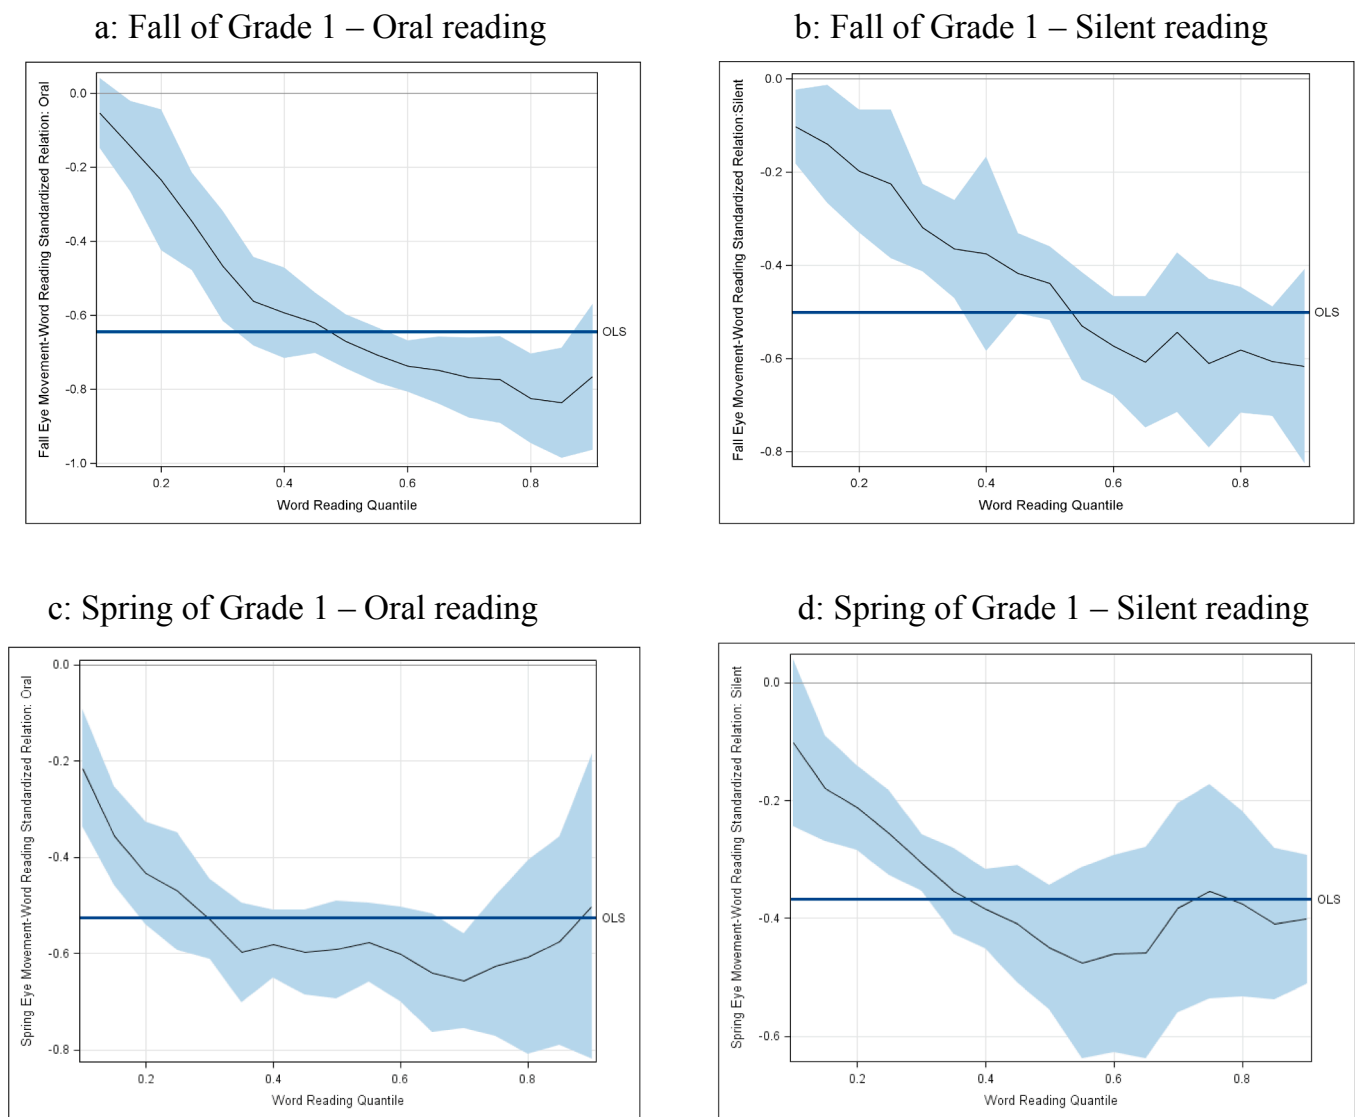 a: Fall of Grade 1 – Oral reading
Fall Eye Movement-Word Reading Standardized Relation: Oral
0.0
-0.2
-0.4
-0.6
-0.8
-1.0
OLS
0.2 0.4 0.6 0.8
Word Reading Quantile
b: Fall of Grade 1 – Silent reading
Fall Eye Movement-Word Reading Standardized Relation:Silent
0.0
-0.2
-0.4
-0.6
-0.8
OLS
0.2 0.4 0.6 0.8
Word Reading Quantile
c: Spring of Grade 1 – Oral reading
Spring Eye Movement-Word Reading Standardized Relation: Oral
0.0
-0.2
-0.4
-0.6
-0.8
OLS
0.2 0.4 0.6 0.8
Word Reading Quantile
d: Spring of Grade 1 – Silent reading
Spring Eye Movement-Word Reading Standardized Relation: Silent
0.0
-0.2
-0.4
-0.6
OLS
0.2 0.4 0.6 0.8
Word Reading Quantile